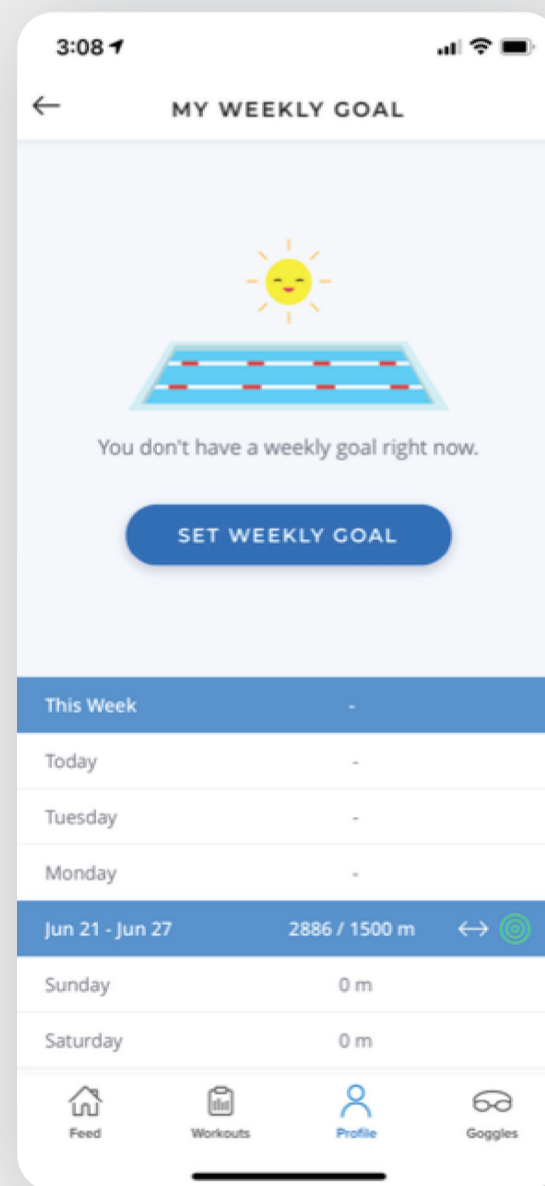 3:08
MY WEEKLY GOAL
You don't have a weekly goal right now.
SET WEEKLY GOAL
This Week -
Today -
Tuesday -
Monday -
Jun 21 - Jun 27 2886 / 1500 m
Sunday 0 m
Saturday 0 m
Feed Workouts Profile Goggles